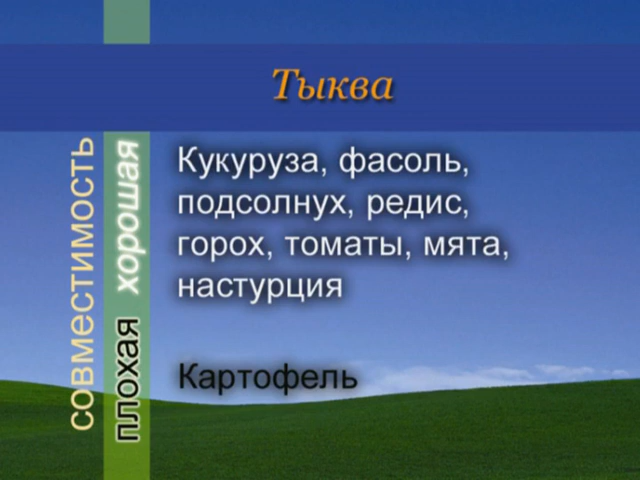 Тыква
совместимость
хорошая
Кукуруза, фасоль,
подсолнух, редис,
горох, томаты, мята,
настурция
плохая
Картофель